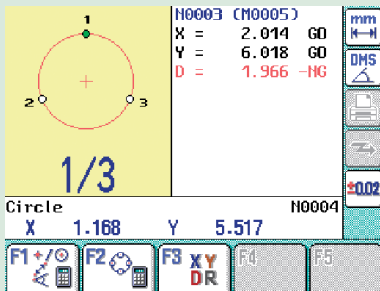 1
2
3
1/3
N0003 (M0005)
X = 2.014 GO
Y = 6.018 GO
D = 1.966 -NG
mm
DMS
±0.02
Circle N0004
X 1.168 Y 5.517
F1 +/
F2
F3 XY
DR
F4
F5